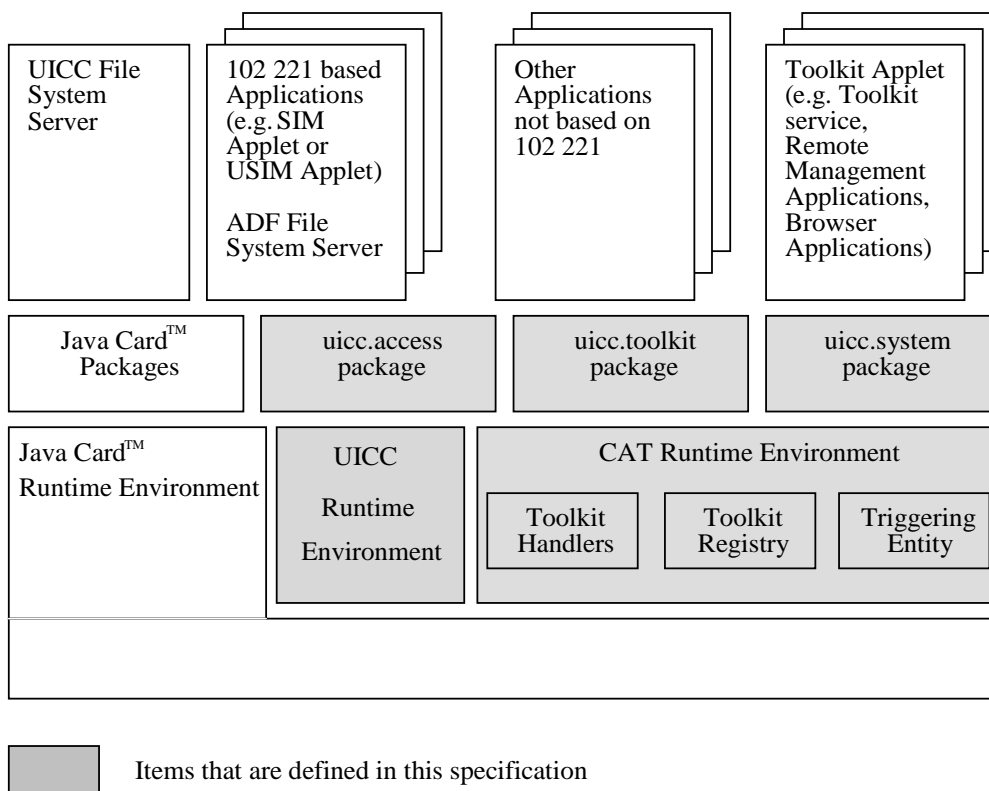 UICC File
System
Server
102 221 based
Applications
(e.g. SIM
Applet or
USIM Applet)
ADF File
System Server
Other
Applications
not based on
102 221
Toolkit Applet
(e.g. Toolkit
service,
Remote
Management
Applications,
Browser
Applications)
Java Card™
Packages
uicc.access
package
uicc.toolkit
package
uicc.system
package
Java Card™
Runtime Environment
UICC
Runtime
Environment
CAT Runtime Environment
Toolkit
Handlers
Toolkit
Registry
Triggering
Entity
Items that are defined in this specification